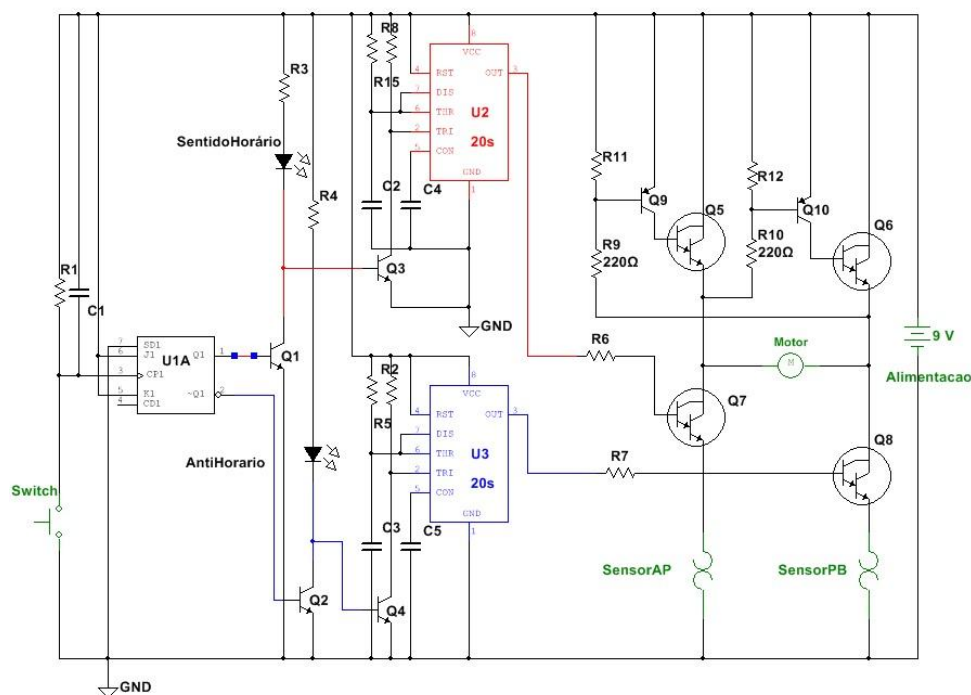 R3
SentidoHorário
R4
R8
R15
C2
C4
Q3
8
VCC
4
RST
OUT
3
7
DIS
6
THR
U2
2
TRI
20s
5
CON
GND
1
GND
R11
R9
220Ω
Q9
Q5
R12
R10
220Ω
Q10
Q6
R1
C1
7
SD1
6
J1
U1A
Q1
1
3
CP1
5
K1
~Q1
2
4
CD1
Q1
R6
Motor
M
9 V
Alimentacao
R2
R5
C3
C5
Q4
8
VCC
4
RST
OUT
3
7
DIS
6
THR
U3
2
TRI
20s
5
CON
GND
1
AntiHorario
Q2
Switch
R7
Q7
Q8
SensorAP
SensorPB
GND